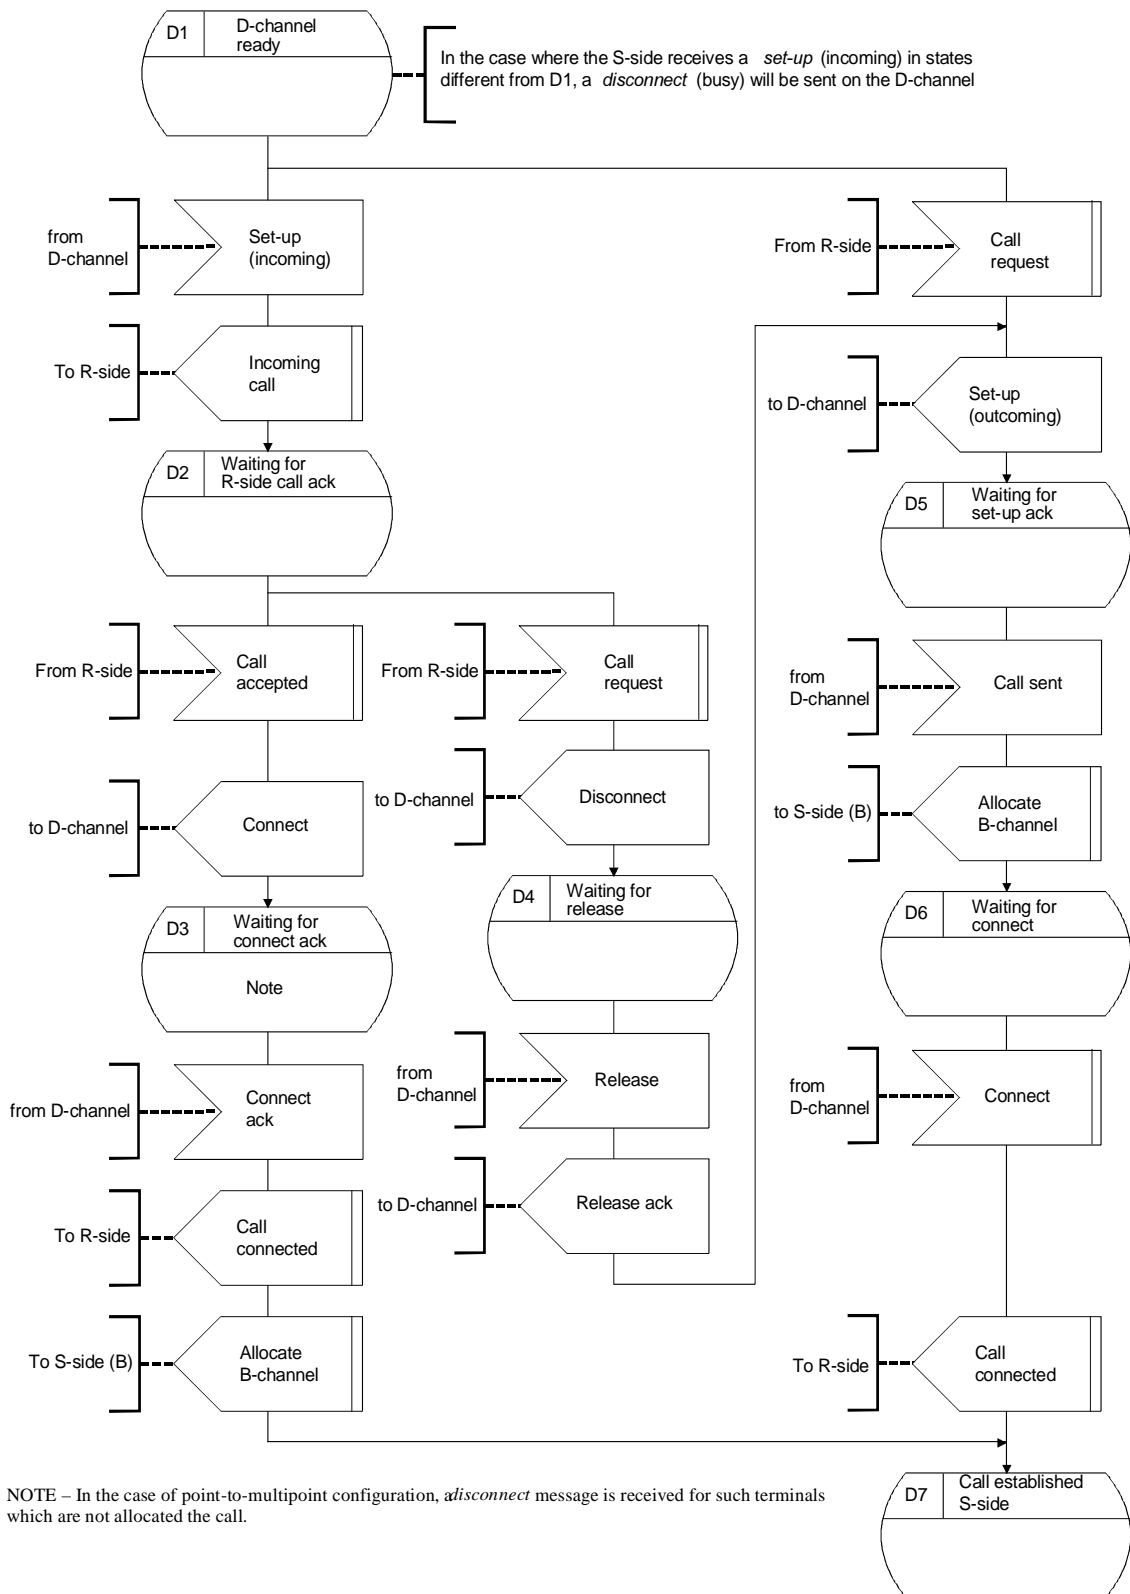 D1
D-channel
ready
In the case where the S-side receives a set-up (incoming) in states
different from D1, a disconnect (busy) will be sent on the D-channel
from
D-channel
Set-up
(incoming)
From R-side
Call
request
To R-side
Incoming
call
to D-channel
Set-up
(outcoming)
D2
Waiting for
R-side call ack
D5
Waiting for
set-up ack
From R-side
Call
accepted
From R-side
Call
request
from
D-channel
Call sent
to D-channel
Connect
to D-channel
Disconnect
to S-side (B)
Allocate
B-channel
D3
Waiting for
connect ack
Note
D4
Waiting for
release
D6
Waiting for
connect
from D-channel
Connect
ack
from
D-channel
Release
from
D-channel
Connect
To R-side
Call
connected
to D-channel
Release ack
To S-side (B)
Allocate
B-channel
To R-side
Call
connected
NOTE – In the case of point-to-multipoint configuration, a disconnect message is received for such terminals
which are not allocated the call.
D7
Call established
S-side